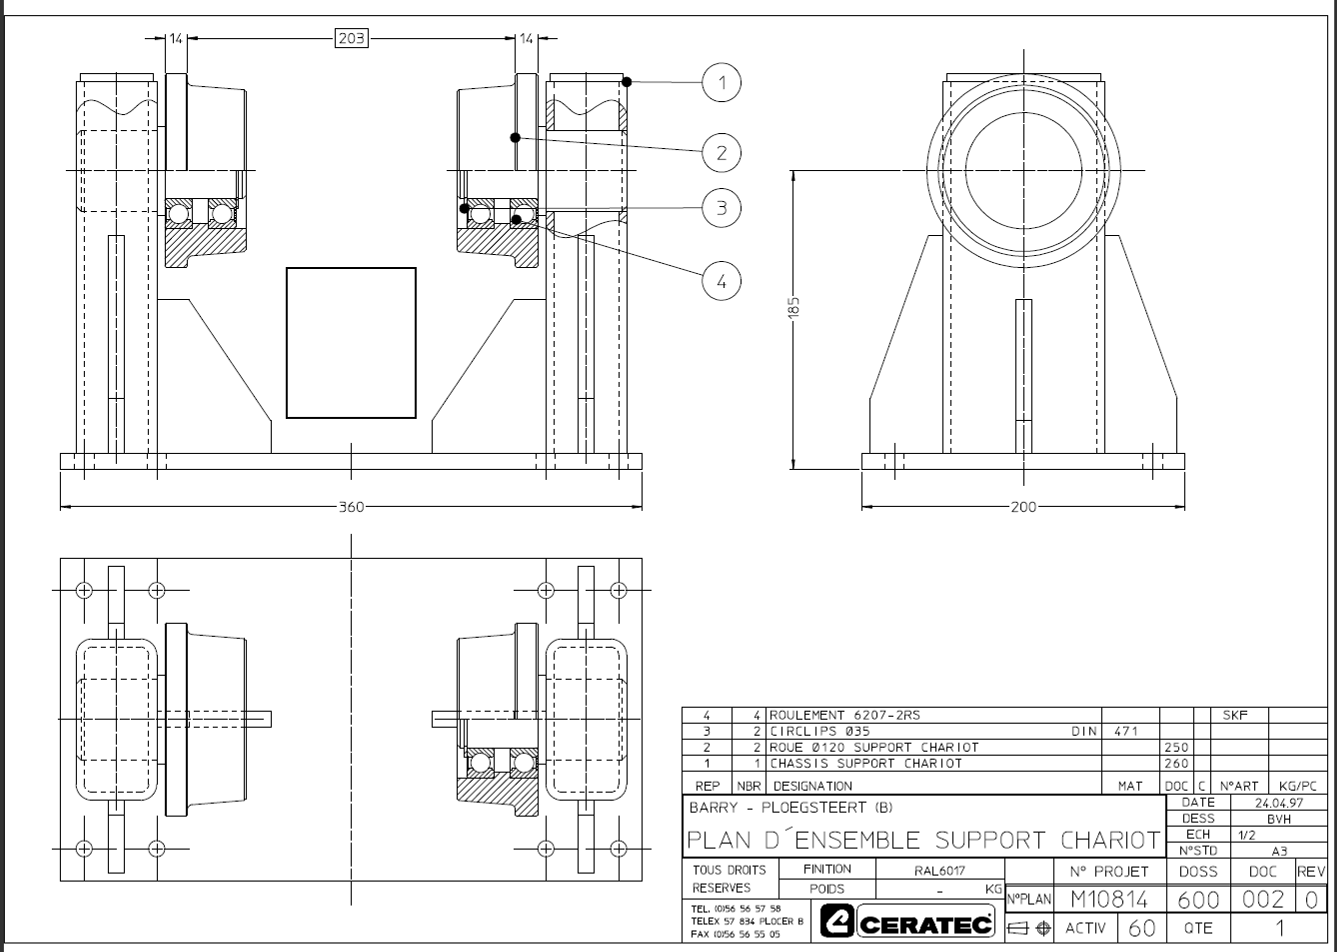 14 203 14
1
2
3
4
185
360
200
4 4 ROULEMENT 6207-2RS SKF
3 2 CIRCLIPS Ø35 DIN 471
2 2 ROUE Ø120 SUPPORT CHARIOT 250
1 1 CHASSIS SUPPORT CHARIOT 260
REP NBR DESIGNATION MAT DOC C N°ART KG/PC
BARRY - PLOEGSTEERT (B)
PLAN D´ENSEMBLE SUPPORT CHARIOT
DATE 24.04.97
DESS BVH
ECH 1/2
N°STD A3
TOUS DROITS
RESERVES
FINITION RAL6017
POIDS - KG
N° PROJET DOSS DOC REV
N°PLAN M10814 600 002 0
ACTIV 60 QTE 1
TEL. (0)56 56 57 58
TELEX 57 834 PLOCER B
FAX (0)56 56 55 05
CERATEC